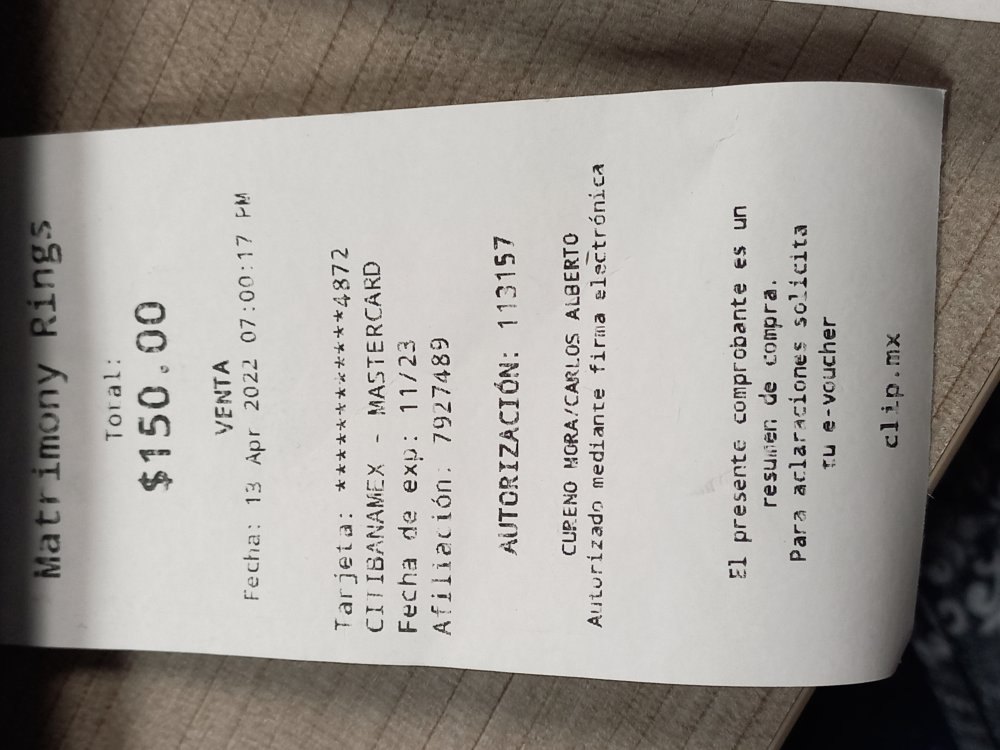 Matrimony Rings
Total:
$150.00
VENTA
Fecha: 13 Apr 2022 07:00:17 PM
Tarjeta: ************4872
CITIBANAMEX - MASTERCARD
Fecha de exp: 11/23
Afiliación: 7927489
AUTORIZACIÓN: 113157
CURENO MORA/CARLOS ALBERTO
Autorizado mediante firma electrónica
El presente comprobante es un
resumen de compra.
Para aclaraciones solicita
tu e-voucher
clip.mx